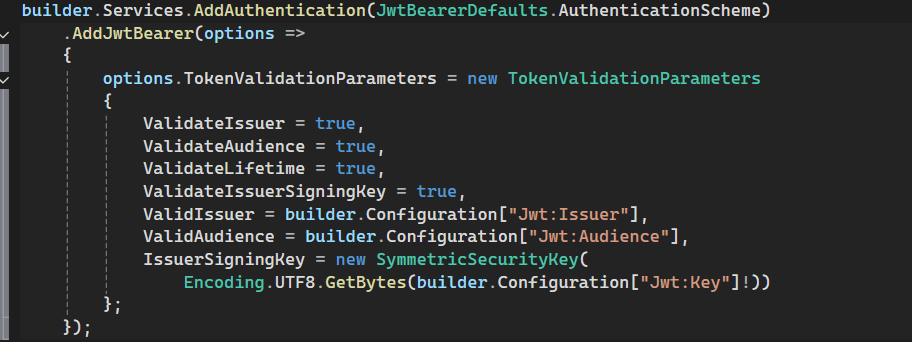 builder.Services.AddAuthentication(JwtBearerDefaults.AuthenticationScheme)
.AddJwtBearer(options =>
{
options.TokenValidationParameters = new TokenValidationParameters
{
ValidateIssuer = true,
ValidateAudience = true,
ValidateLifetime = true,
ValidateIssuerSigningKey = true,
ValidIssuer = builder.Configuration["Jwt:Issuer"],
ValidAudience = builder.Configuration["Jwt:Audience"],
IssuerSigningKey = new SymmetricSecurityKey(
Encoding.UTF8.GetBytes(builder.Configuration["Jwt:Key"]!))
};
});